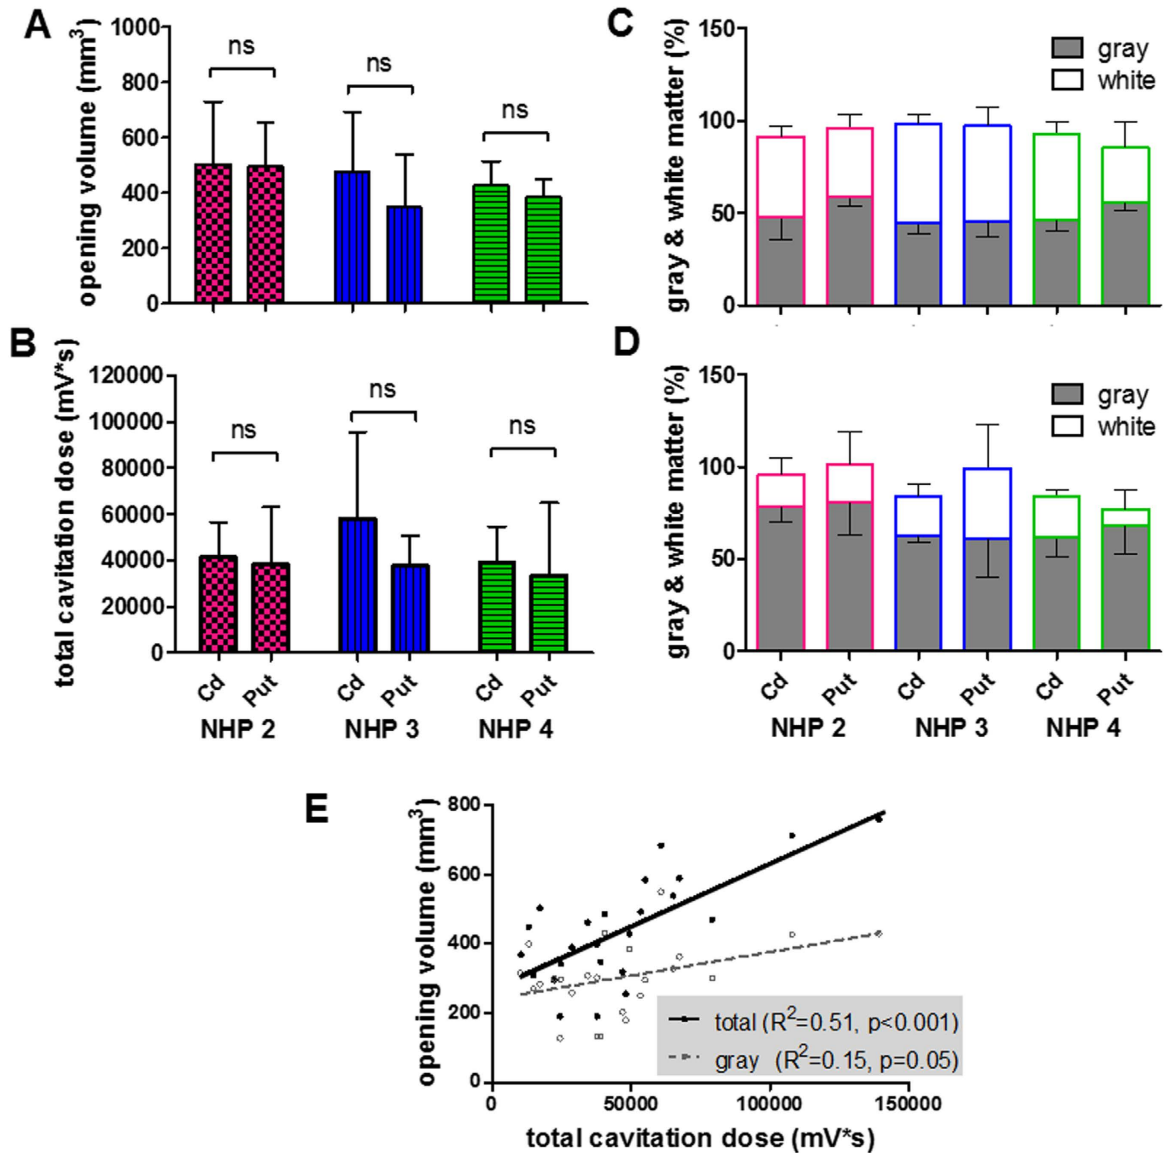 A
opening volume (mm³)
1000
800
600
400
200
0
ns
ns
ns
B
total cavitation dose (mV*s)
120000
100000
80000
60000
40000
20000
0
ns
ns
ns
Cd Put Cd Put Cd Put
NHP 2 NHP 3 NHP 4
C
gray & white matter (%)
150
100
50
0
gray
white
D
gray & white matter (%)
150
100
50
0
gray
white
Cd Put Cd Put Cd Put
NHP 2 NHP 3 NHP 4
E
opening volume (mm³)
800
600
400
200
0
total (R²=0.51, p<0.001)
gray (R²=0.15, p=0.05)
0 50000 100000 150000
total cavitation dose (mV*s)